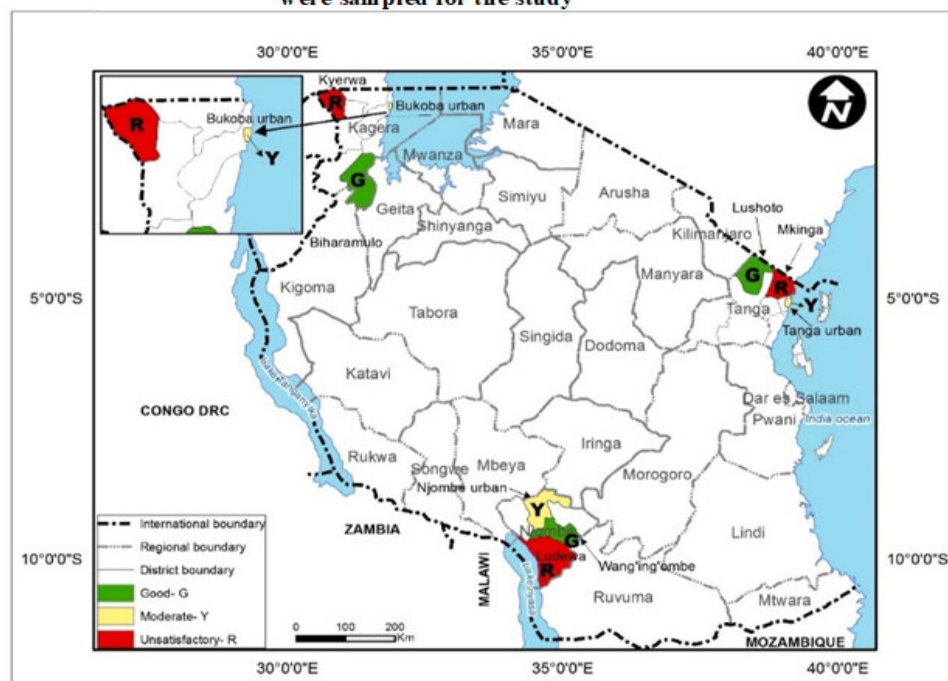 were sampled for the study
30°0'0"E
35°0'0"E
40°0'0"E
Kyerwa
R
Bukoba urban
Y
R
Bukoba urban
Kagera
Mara
N
Mwanza
G
Geita
Simiyu
Arusha
Lushoto
Shinyanga
Kilimanjaro
Mkinga
Biharamulo
G
R
Kigoma
Manyara
5°0'0"S
5°0'0"S
Tabora
Tanga
Y
Tanga urban
Singida
Dodoma
Katavi
Lake Tanganyika
Dar es Salaam
CONGO DRC
Pwani
India ocean
Iringa
Rukwa
Songwe
Mbeya
Morogoro
Njombe urban
Y
ZAMBIA
Lindi
G
Ludewa
R
Wang'ing'ombe
10°0'0"S
10°0'0"S
MALAWI
Ruvuma
Mtwara
MOZAMBIQUE
International boundary
Regional boundary
District boundary
Good- G
Moderate- Y
Unsatisfactory- R
0 100 200
Km
30°0'0"E
35°0'0"E
40°0'0"E